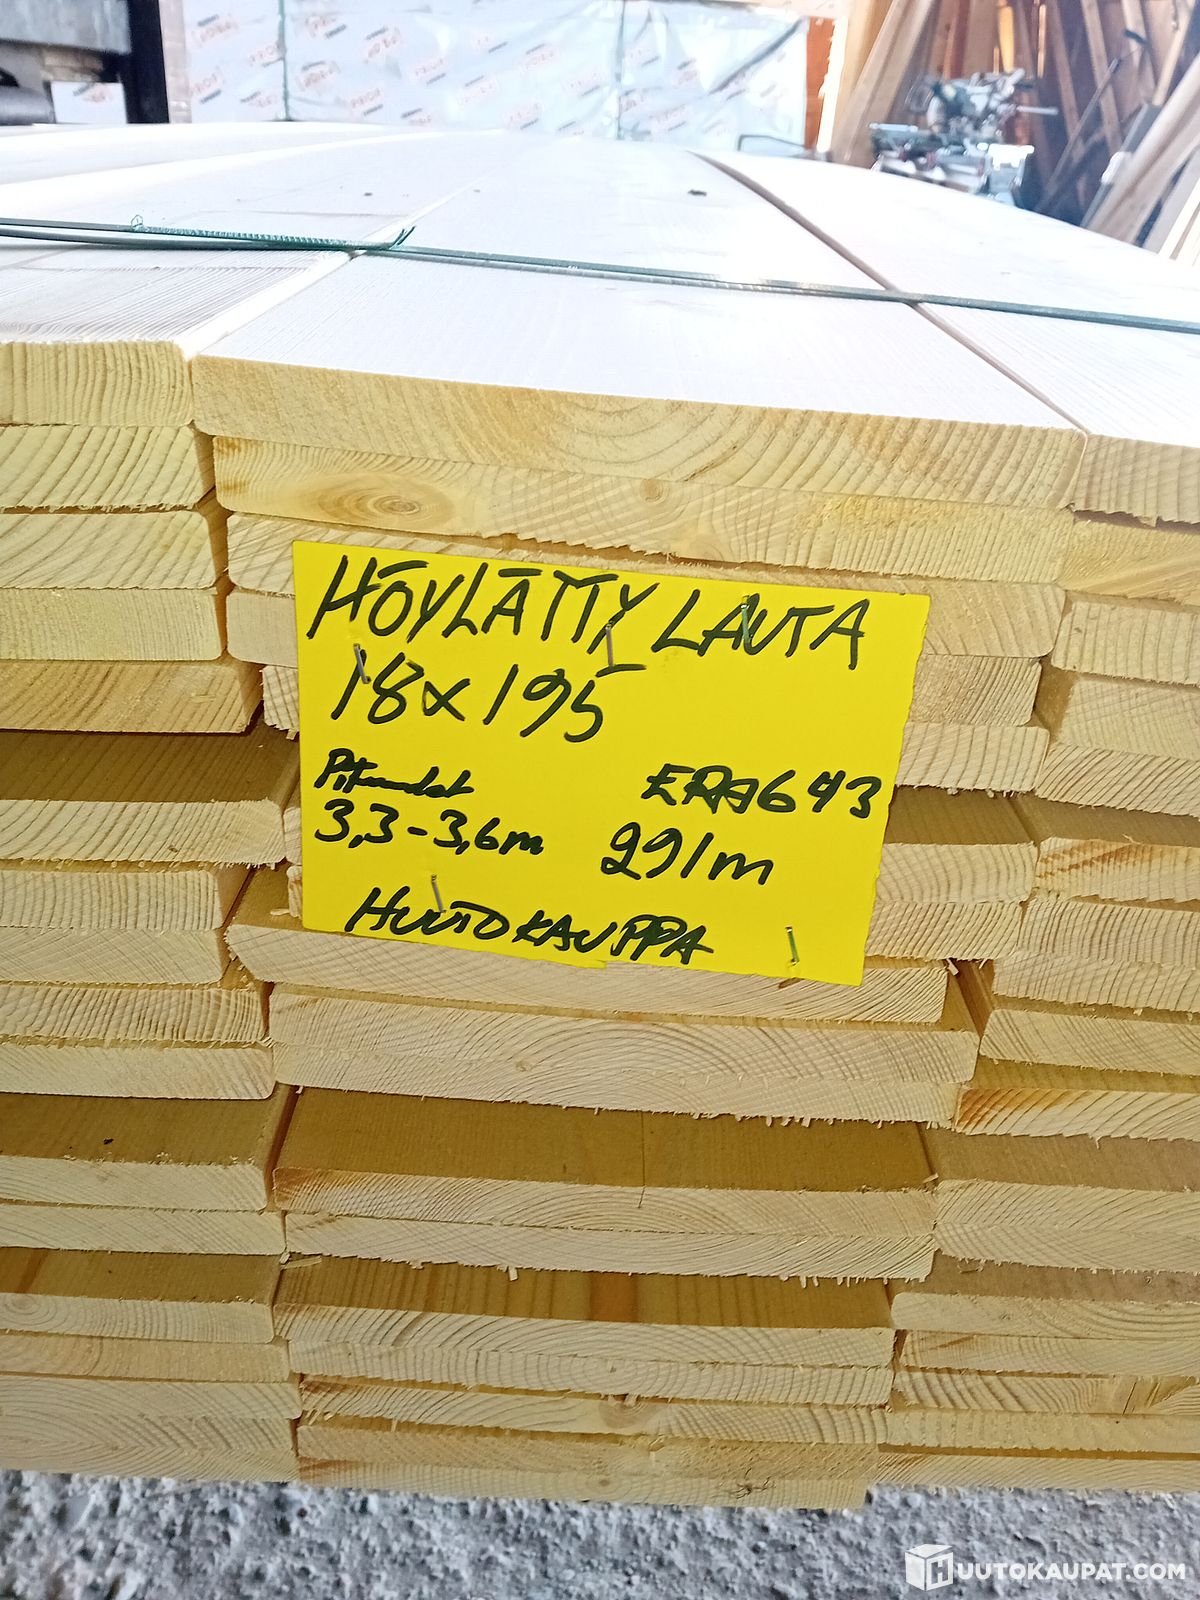 HÖYLÄTTY LAUTA
18x195
Pituudet
3,3-3,6m
ERÄ643
291m
HUUTOKAUPPA
HUUTOKAUPAT.COM